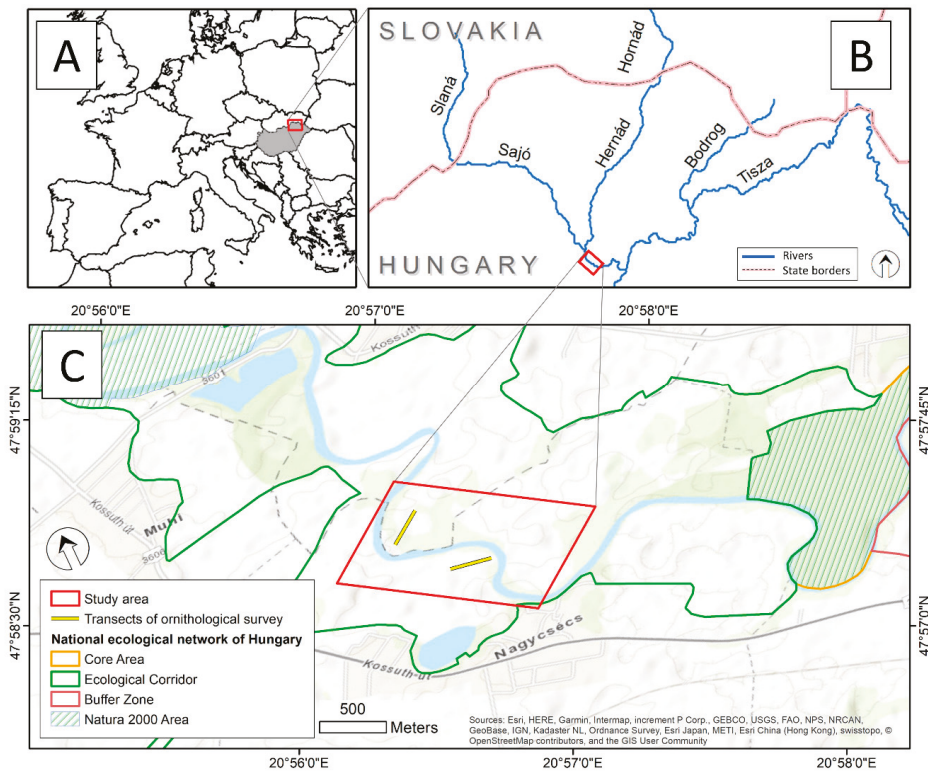 A
SLOVAKIA
B
Slaná
Hornád
Sajó
Hernád
Bodrog
Tisza
HUNGARY
Rivers
State borders
20°56'0"E
20°57'0"E
20°58'0"E
C
3601
Kossuth
47°59'15"N
47°57'45"N
Kossuth út
Muhi
3606
Study area
Transects of ornithological survey
National ecological network of Hungary
Core Area
Ecological Corridor
Buffer Zone
Natura 2000 Area
47°58'30"N
47°57'0"N
Nagycsécs
Kossuth-út
500
Meters
Sources: Esri, HERE, Garmin, Intermap, increment P Corp., GEBCO, USGS, FAO, NPS, NRCAN,
GeoBase, IGN, Kadaster NL, Ordnance Survey, Esri Japan, METI, Esri China (Hong Kong), swisstopo, ©
OpenStreetMap contributors, and the GIS User Community
20°56'0"E
20°57'0"E
20°58'0"E